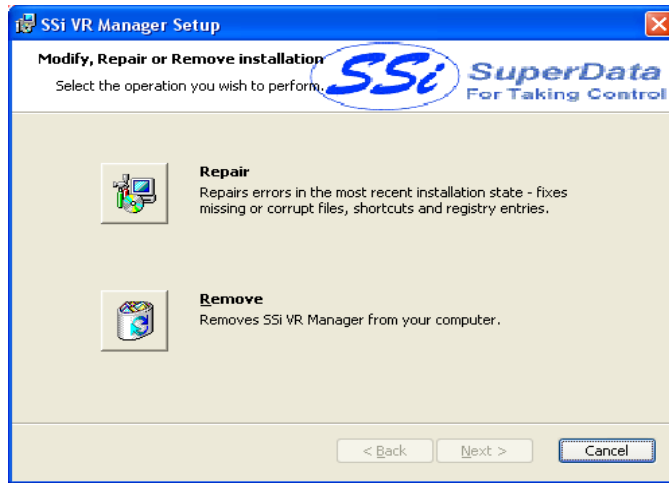 SSi VR Manager Setup
Modify, Repair or Remove installation
Select the operation you wish to perform.
SSi
SuperData
For Taking Control
Repair
Repairs errors in the most recent installation state - fixes
missing or corrupt files, shortcuts and registry entries.
Remove
Removes SSi VR Manager from your computer.
< Back
Next >
Cancel